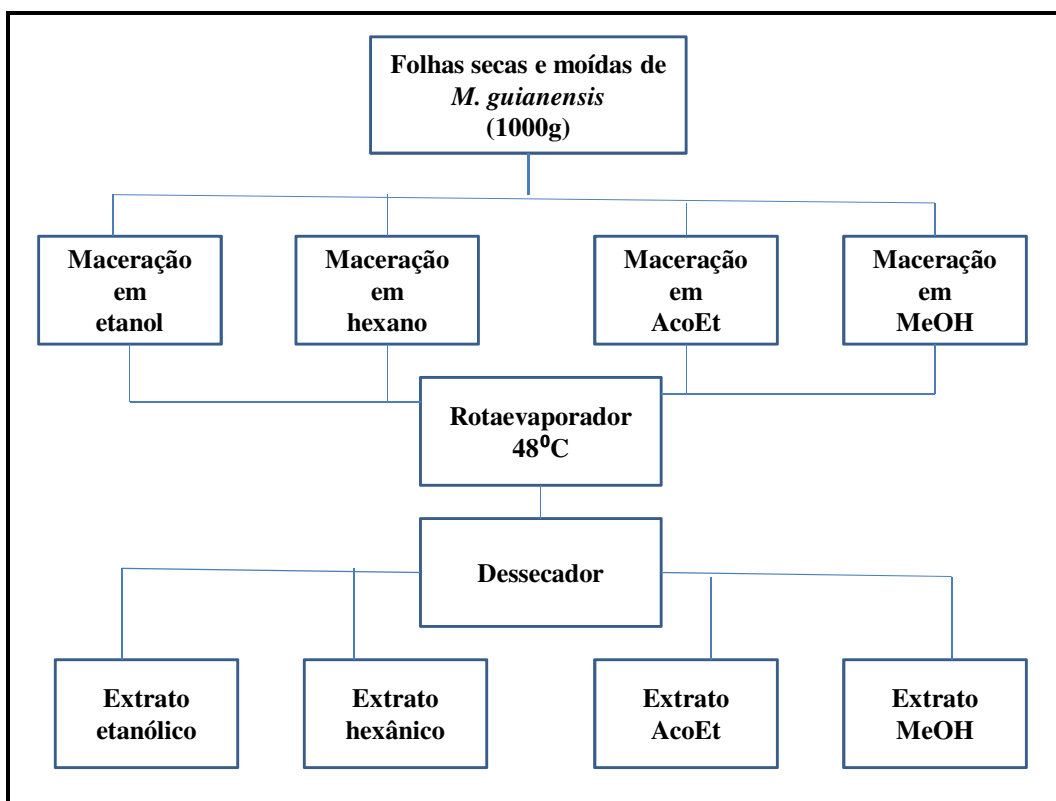 Folhas secas e moídas de
M. guianensis
(1000g)
Maceração
em
etanol
Maceração
em
hexano
Maceração
em
AcoEt
Maceração
em
MeOH
Rotaevaporador
48⁰C
Dessecador
Extrato
etanólico
Extrato
hexânico
Extrato
AcoEt
Extrato
MeOH